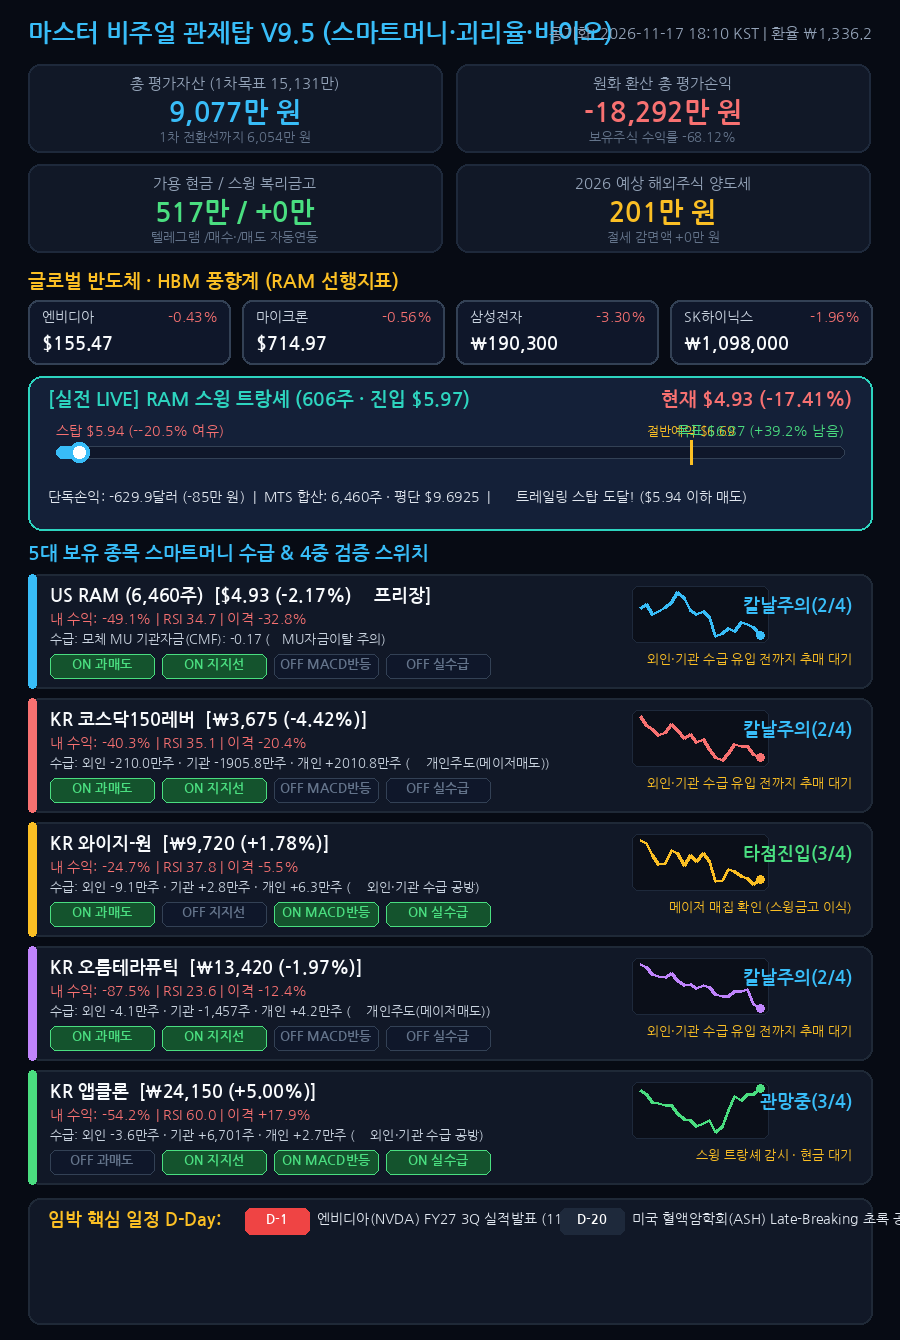 마스터 비주얼 관제탑 V9.5 (스마트머니·괴리율·바이오)
2026-11-17 18:10 KST | 환율 ₩1,336.2
총 평가자산 (1차목표 15,131만)
9,077만 원
1차 전환선까지 6,054만 원
원화 환산 총 평가손익
-18,292만 원
보유주식 수익률 -68.12%
가용 현금 / 스윙 복리금고
517만 / +0만
텔레그램 /매수·/매도 자동연동
2026 예상 해외주식 양도세
201만 원
절세 감면액 +0만 원
글로벌 반도체 · HBM 풍향계 (RAM 선행지표)
엔비디아 -0.43%
$155.47
마이크론 -0.56%
$714.97
삼성전자 -3.30%
₩190,300
SK하이닉스 -1.96%
₩1,098,000
[실전 LIVE] RAM 스윙 트랑셰 (606주 · 진입 $5.97) 현재 $4.93 (-17.41%)
스탑 $5.94 (--20.5% 여유) (+39.2% 남음)
단독손익: -629.9달러 (-85만 원) | MTS 합산: 6,460주 · 평단 $9.6925 | 트레일링 스탑 도달! ($5.94 이하 매도)
5대 보유 종목 스마트머니 수급 & 4중 검증 스위치
US RAM (6,460주) [$4.93 (-2.17%) 프리장] 칼날주의(2/4)
내 수익: -49.1% | RSI 34.7 | 이격 -32.8%
수급: 모체 MU 기관자금(CMF): -0.17 ( MU자금이탈 주의)
외인·기관 수급 유입 전까지 추매 대기
ON 과매도 ON 지지선 OFF MACD반등 OFF 실수급
KR 코스닥150레버 [₩3,675 (-4.42%)] 칼날주의(2/4)
내 수익: -40.3% | RSI 35.1 | 이격 -20.4%
수급: 외인 -210.0만주 · 기관 -1905.8만주 · 개인 +2010.8만주 ( 개인주도(메이저매도))
외인·기관 수급 유입 전까지 추매 대기
ON 과매도 ON 지지선 OFF MACD반등 OFF 실수급
KR 와이지-원 [₩9,720 (+1.78%)] 타점진입(3/4)
내 수익: -24.7% | RSI 37.8 | 이격 -5.5%
수급: 외인 -9.1만주 · 기관 +2.8만주 · 개인 +6.3만주 ( 외인·기관 수급 공방)
메이저 매집 확인 (스윙금고 이식)
ON 과매도 OFF 지지선 ON MACD반등 ON 실수급
KR 오름테라퓨틱 [₩13,420 (-1.97%)] 칼날주의(2/4)
내 수익: -87.5% | RSI 23.6 | 이격 -12.4%
수급: 외인 -4.1만주 · 기관 -1,457주 · 개인 +4.2만주 ( 개인주도(메이저매도))
외인·기관 수급 유입 전까지 추매 대기
ON 과매도 ON 지지선 OFF MACD반등 OFF 실수급
KR 앱클론 [₩24,150 (+5.00%)] 관망중(3/4)
내 수익: -54.2% | RSI 60.0 | 이격 +17.9%
수급: 외인 -3.6만주 · 기관 +6,701주 · 개인 +2.7만주 ( 외인·기관 수급 공방)
스윙 트랑셰 감시 · 현금 대기
OFF 과매도 ON 지지선 ON MACD반등 ON 실수급
임박 핵심 일정 D-Day: D-1 엔비디아(NVDA) FY27 3Q 실적발표 (11 D-20 미국 혈액암학회(ASH) Late-Breaking 초록